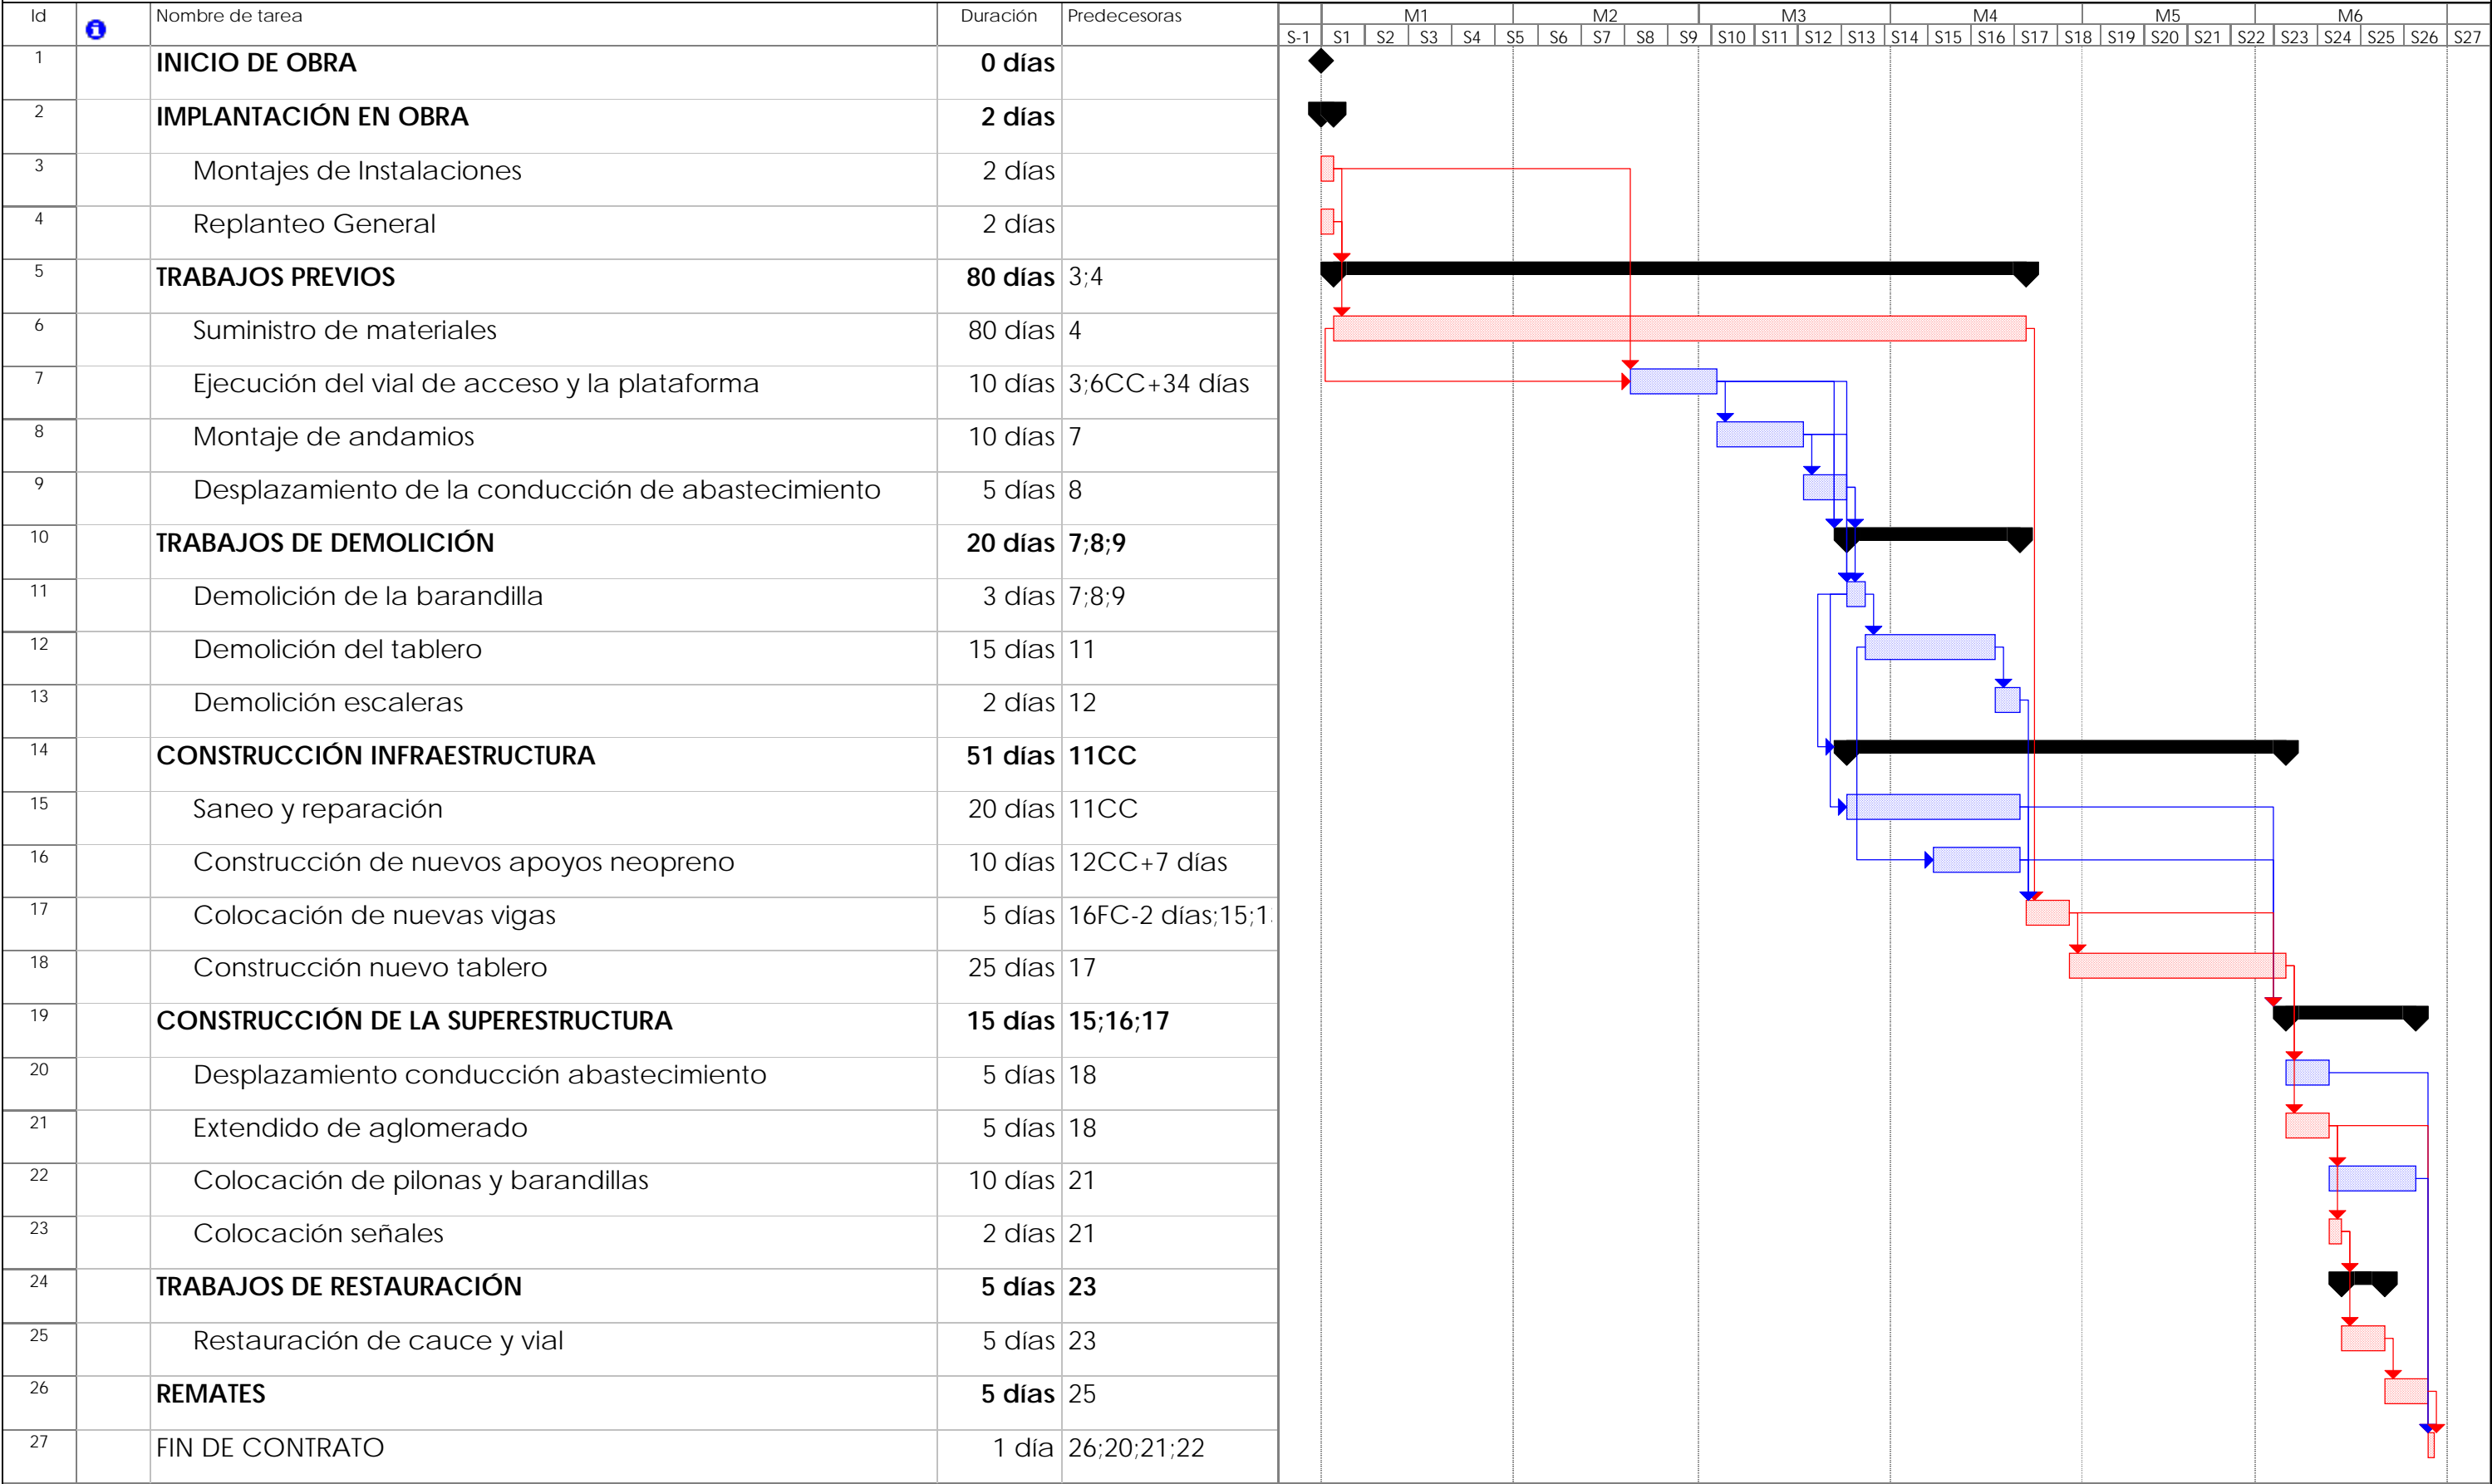 Id Nombre de tarea Duración Predecesoras M1 M2 M3 M4 M5 M6
S-1 S1 S2 S3 S4 S5 S6 S7 S8 S9 S10 S11 S12 S13 S14 S15 S16 S17 S18 S19 S20 S21 S22 S23 S24 S25 S26 S27
1 INICIO DE OBRA 0 días
2 IMPLANTACIÓN EN OBRA 2 días
3 Montajes de Instalaciones 2 días
4 Replanteo General 2 días
5 TRABAJOS PREVIOS 80 días 3;4
6 Suministro de materiales 80 días 4
7 Ejecución del vial de acceso y la plataforma 10 días 3;6CC+34 días
8 Montaje de andamios 10 días 7
9 Desplazamiento de la conducción de abastecimiento 5 días 8
10 TRABAJOS DE DEMOLICIÓN 20 días 7;8;9
11 Demolición de la barandilla 3 días 7;8;9
12 Demolición del tablero 15 días 11
13 Demolición escaleras 2 días 12
14 CONSTRUCCIÓN INFRAESTRUCTURA 51 días 11CC
15 Saneo y reparación 20 días 11CC
16 Construcción de nuevos apoyos neopreno 10 días 12CC+7 días
17 Colocación de nuevas vigas 5 días 16FC-2 días;15;1
18 Construcción nuevo tablero 25 días 17
19 CONSTRUCCIÓN DE LA SUPERESTRUCTURA 15 días 15;16;17
20 Desplazamiento conducción abastecimiento 5 días 18
21 Extendido de aglomerado 5 días 18
22 Colocación de pilonas y barandillas 10 días 21
23 Colocación señales 2 días 21
24 TRABAJOS DE RESTAURACIÓN 5 días 23
25 Restauración de cauce y vial 5 días 23
26 REMATES 5 días 25
27 FIN DE CONTRATO 1 día 26;20;21;22